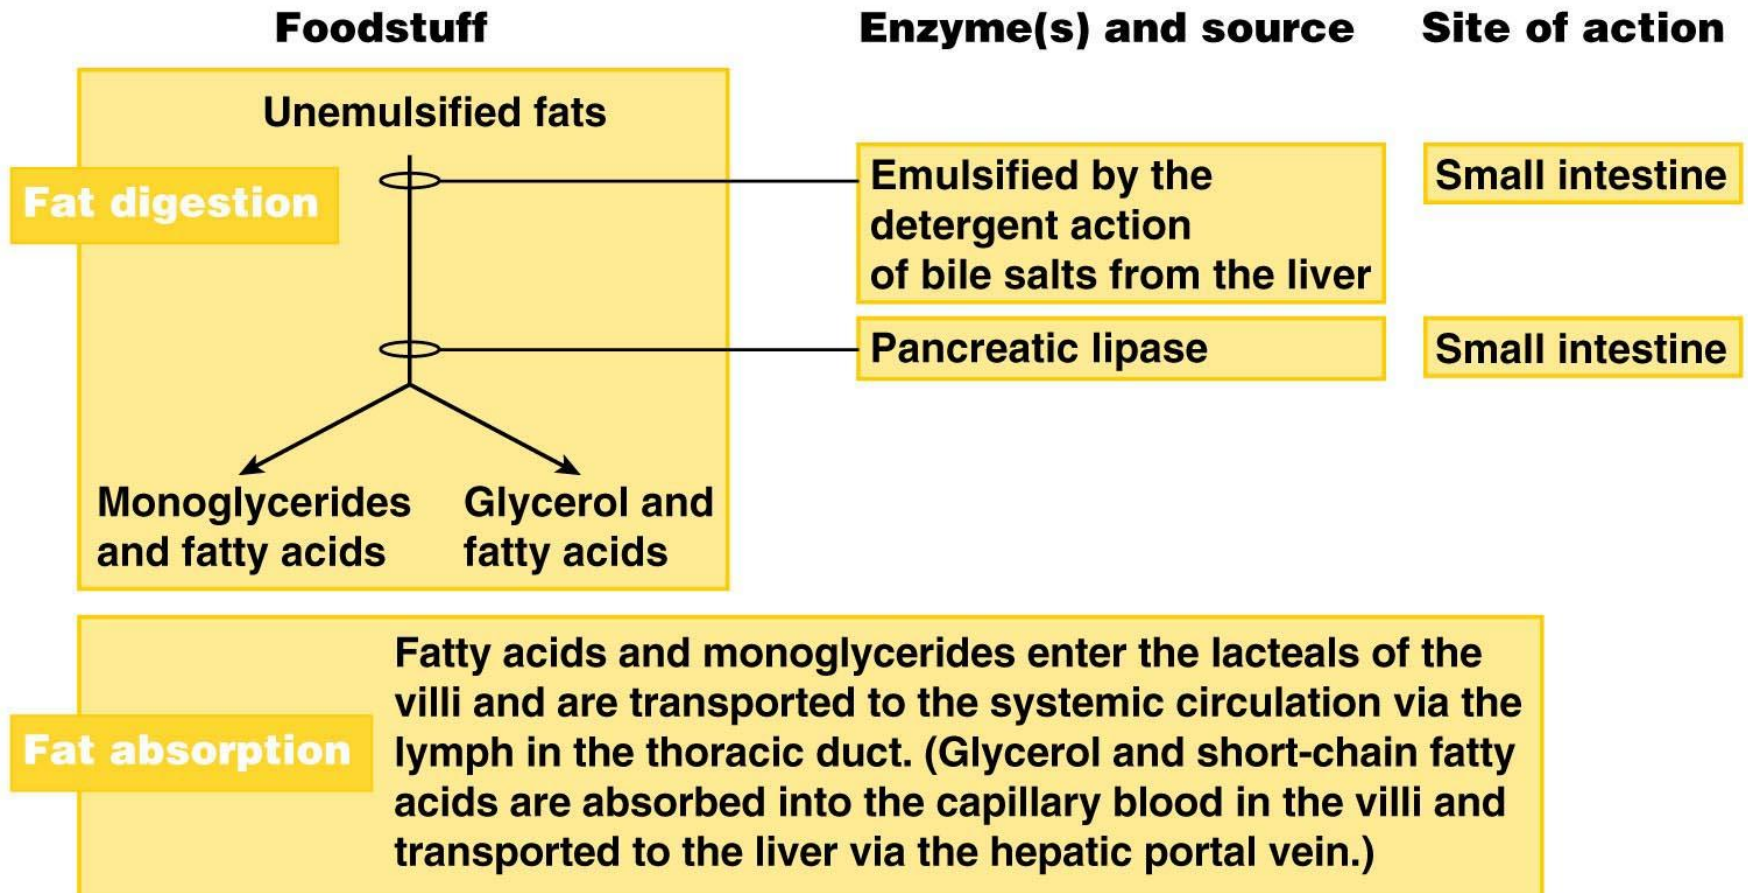 Foodstuff
Enzyme(s) and source
Site of action
Unemulsified fats
Fat digestion
Emulsified by the
detergent action
of bile salts from the liver
Small intestine
Pancreatic lipase
Small intestine
Monoglycerides
and fatty acids
Glycerol and
fatty acids
Fat absorption
Fatty acids and monoglycerides enter the lacteals of the
villi and are transported to the systemic circulation via the
lymph in the thoracic duct. (Glycerol and short-chain fatty
acids are absorbed into the capillary blood in the villi and
transported to the liver via the hepatic portal vein.)